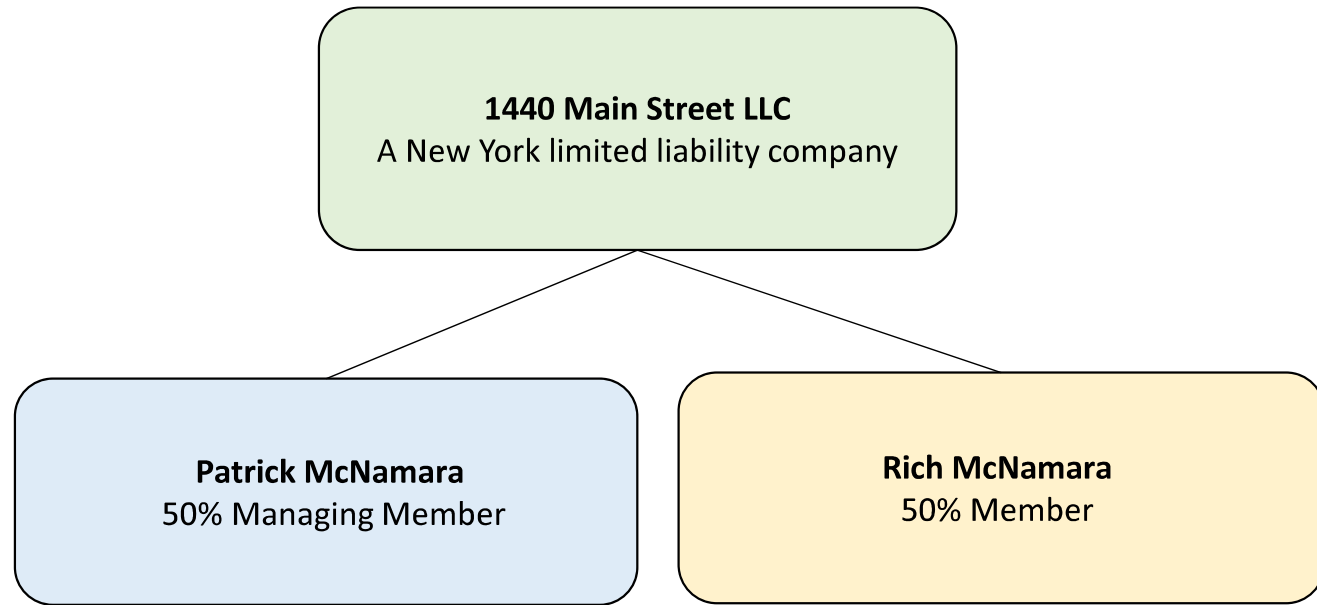 1440 Main Street LLC
A New York limited liability company
Patrick McNamara
50% Managing Member
Rich McNamara
50% Member